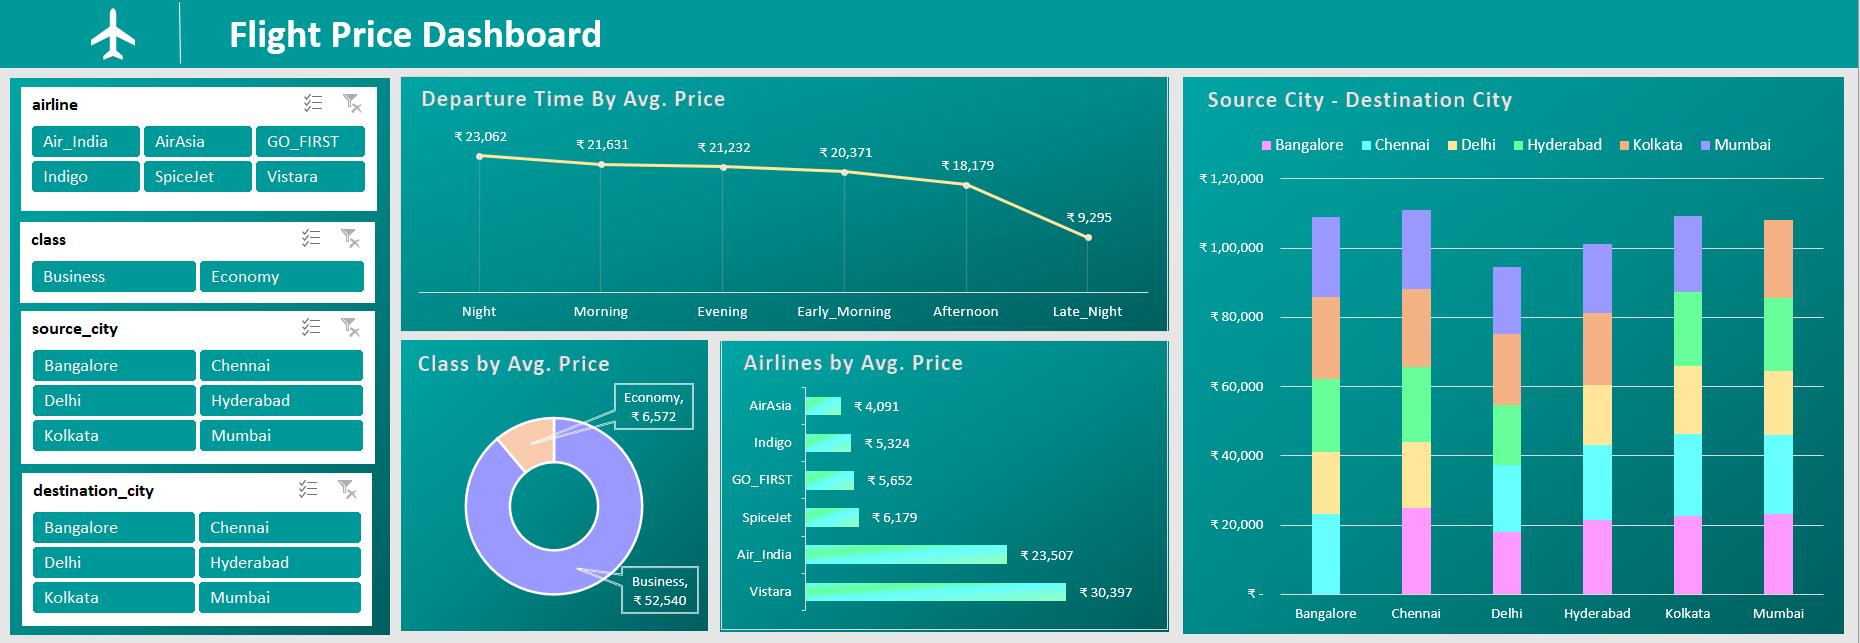 Flight Price Dashboard
airline
Air_India AirAsia GO_FIRST
Indigo SpiceJet Vistara
class
Business Economy
source_city
Bangalore Chennai
Delhi Hyderabad
Kolkata Mumbai
destination_city
Bangalore Chennai
Delhi Hyderabad
Kolkata Mumbai
Departure Time By Avg. Price
₹ 23,062
₹ 21,631
₹ 21,232
₹ 20,371
₹ 18,179
₹ 9,295
Night Morning Evening Early_Morning Afternoon Late_Night
Class by Avg. Price
Economy,
₹ 6,572
Business,
₹ 52,540
Airlines by Avg. Price
AirAsia ₹ 4,091
Indigo ₹ 5,324
GO_FIRST ₹ 5,652
SpiceJet ₹ 6,179
Air_India ₹ 23,507
Vistara ₹ 30,397
Source City - Destination City
Bangalore Chennai Delhi Hyderabad Kolkata Mumbai
₹ 1,20,000
₹ 1,00,000
₹ 80,000
₹ 60,000
₹ 40,000
₹ 20,000
₹ -
Bangalore Chennai Delhi Hyderabad Kolkata Mumbai